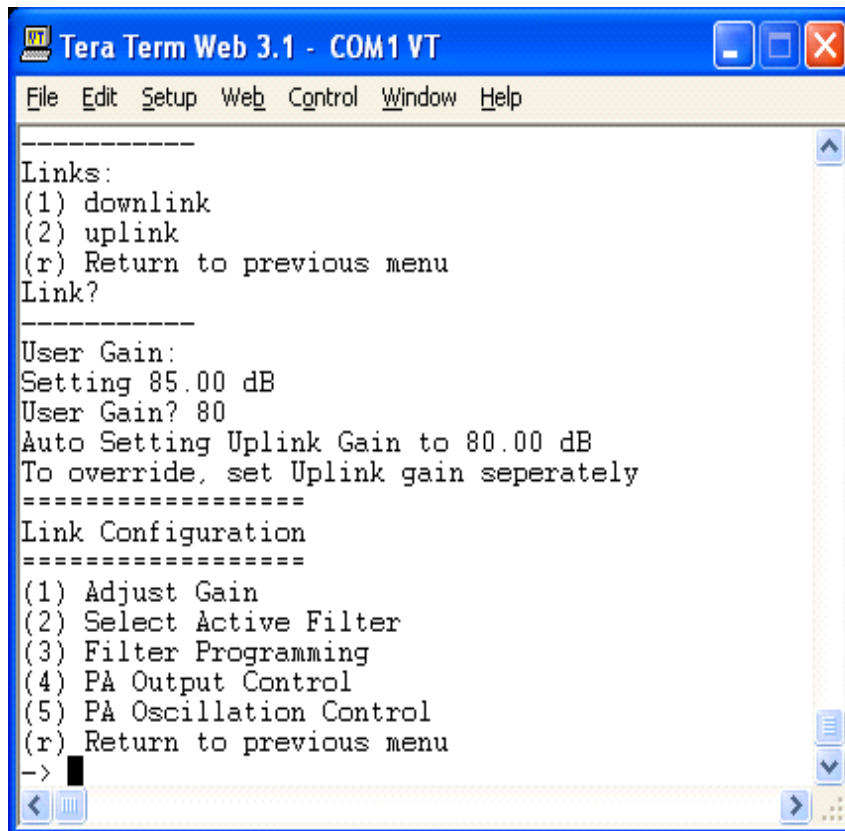 Tera Term Web 3.1 - COM1 VT
File Edit Setup Web Control Window Help
-----------
Links:
(1) downlink
(2) uplink
(r) Return to previous menu
Link?
-----------
User Gain:
Setting 85.00 dB
User Gain? 80
Auto Setting Uplink Gain to 80.00 dB
To override, set Uplink gain seperately
==================
Link Configuration
==================
(1) Adjust Gain
(2) Select Active Filter
(3) Filter Programming
(4) PA Output Control
(5) PA Oscillation Control
(r) Return to previous menu
->